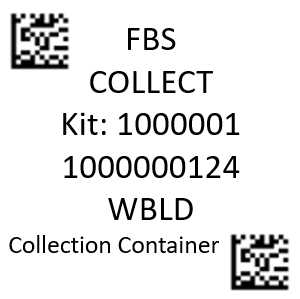 FBS
COLLECT
Kit: 1000001
1000000124
WBLD
Collection Container